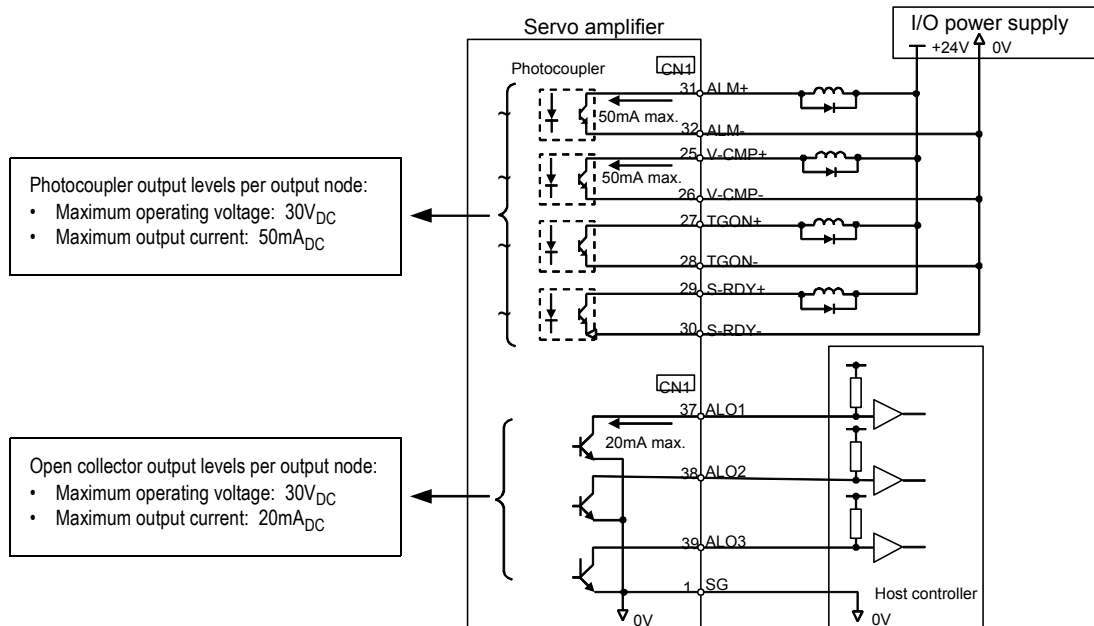 I/O power supply
+24V 0V
Servo amplifier
Photocoupler
CN1
31 ALM+
50mA max.
32 ALM-
25 V-CMP+
50mA max.
26 V-CMP-
27 TGON+
28 TGON-
29 S-RDY+
30 S-RDY-
Photocoupler output levels per output node:
• Maximum operating voltage: 30VDC
• Maximum output current: 50mADC
CN1
37 ALO1
20mA max.
38 ALO2
39 ALO3
1 SG
0V
Host controller
0V
Open collector output levels per output node:
• Maximum operating voltage: 30VDC
• Maximum output current: 20mADC